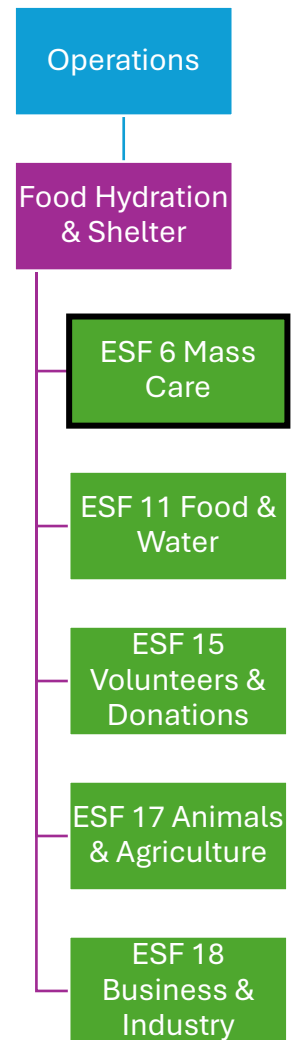 Operations
Food Hydration
& Shelter
ESF 6 Mass
Care
ESF 11 Food &
Water
ESF 15
Volunteers &
Donations
ESF 17 Animals
& Agriculture
ESF 18
Business &
Industry